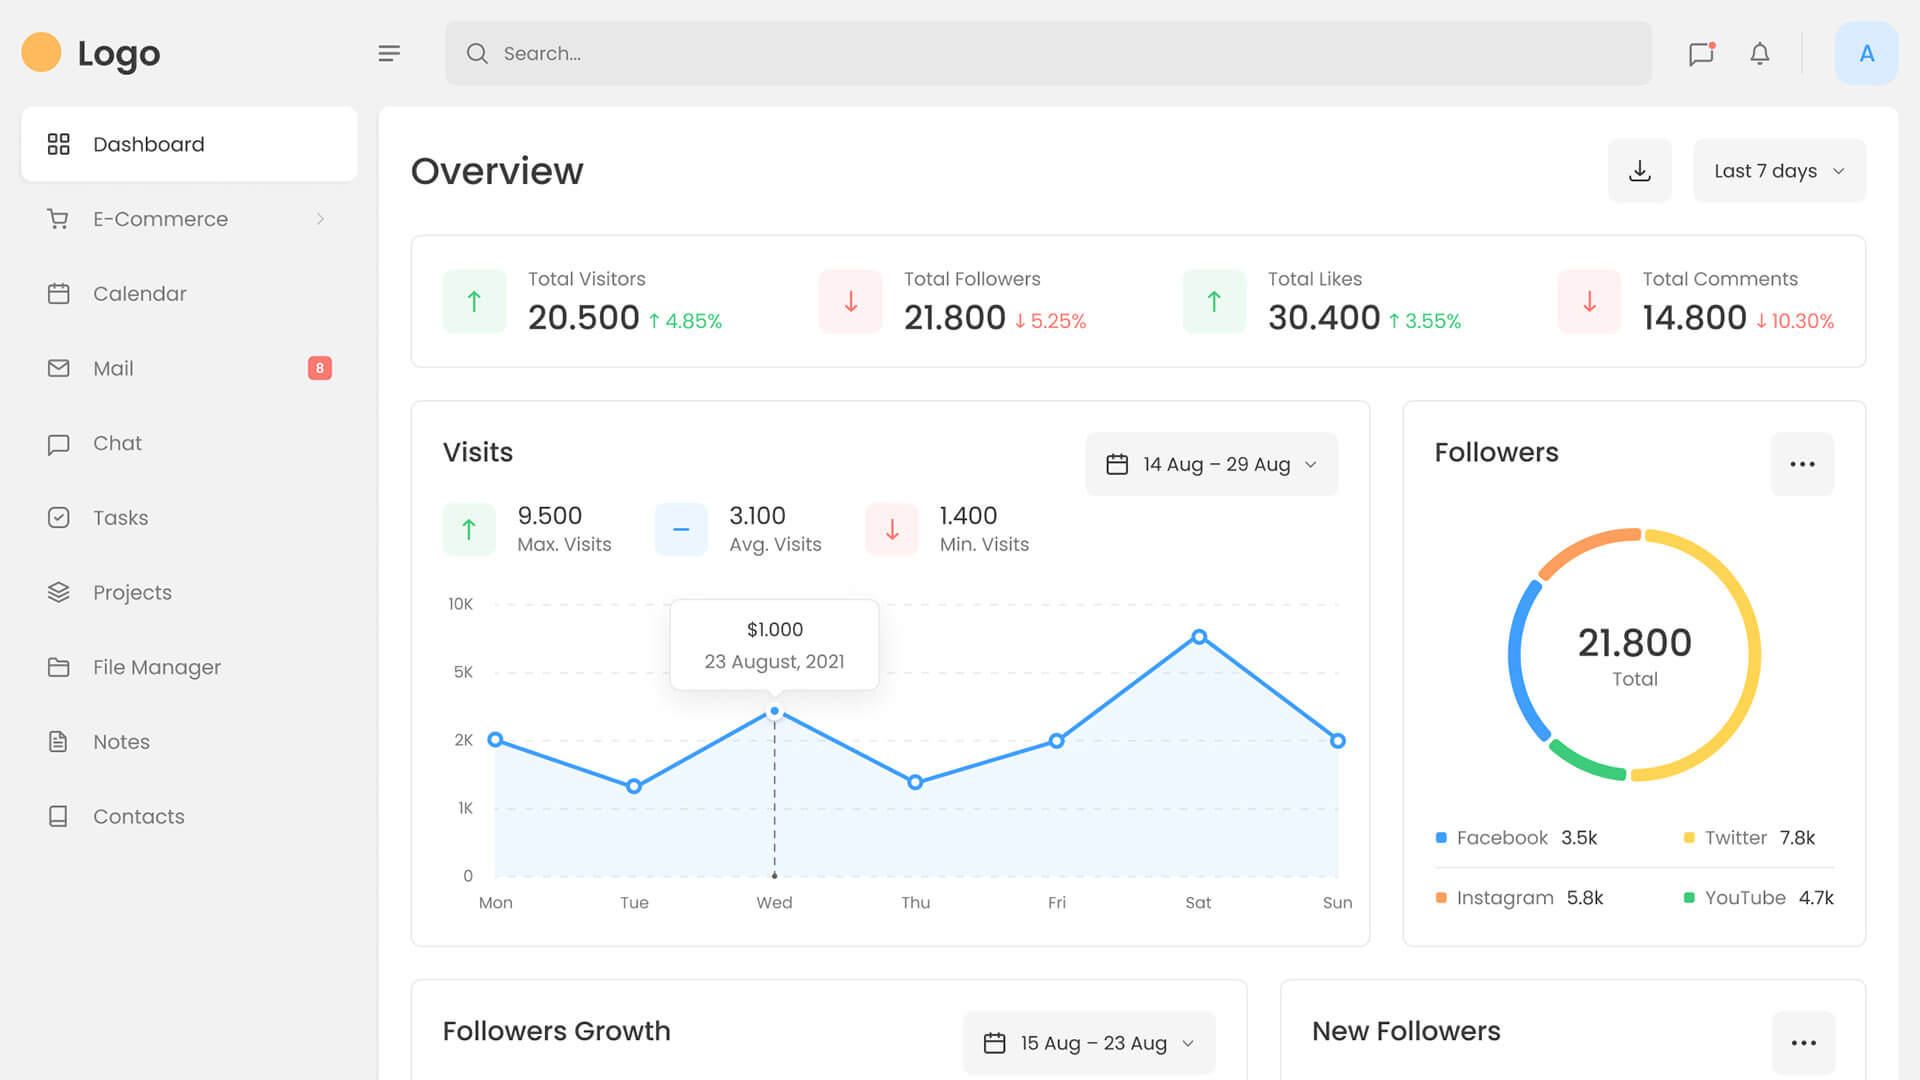 Logo
Search...
A
Dashboard
E-Commerce
Calendar
Mail 8
Chat
Tasks
Projects
File Manager
Notes
Contacts
Overview
Last 7 days
Total Visitors
20.500 ↑ 4.85%
Total Followers
21.800 ↓ 5.25%
Total Likes
30.400 ↑ 3.55%
Total Comments
14.800 ↓ 10.30%
Visits
14 Aug – 29 Aug
9.500
Max. Visits
3.100
Avg. Visits
1.400
Min. Visits
10K
5K
2K
1K
0
$1.000
23 August, 2021
Mon Tue Wed Thu Fri Sat Sun
Followers
21.800
Total
Facebook 3.5k
Twitter 7.8k
Instagram 5.8k
YouTube 4.7k
Followers Growth
15 Aug – 23 Aug
New Followers